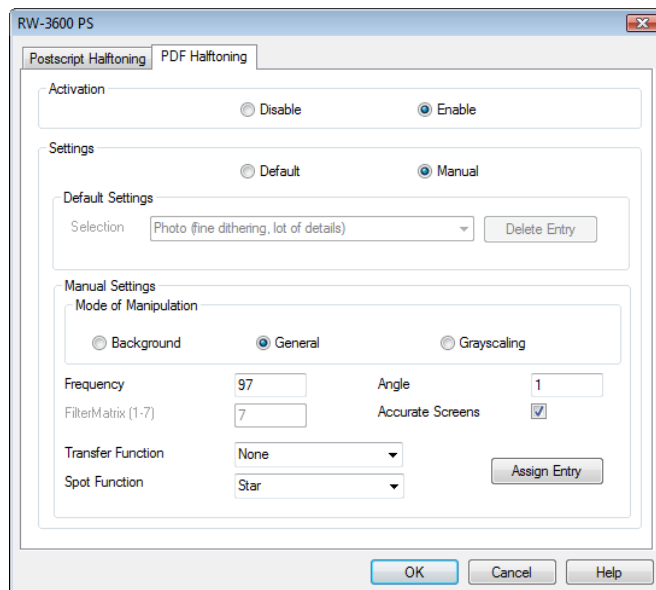 RW-3600 PS
Postscript Halftoning PDF Halftoning
Activation
Disable Enable
Settings
Default Manual
Default Settings
Selection Photo (fine dithering, lot of details) Delete Entry
Manual Settings
Mode of Manipulation
Background General Grayscaling
Frequency 97 Angle 1
FilterMatrix (1-7) 7 Accurate Screens
Transfer Function None
Assign Entry
Spot Function Star
OK Cancel Help